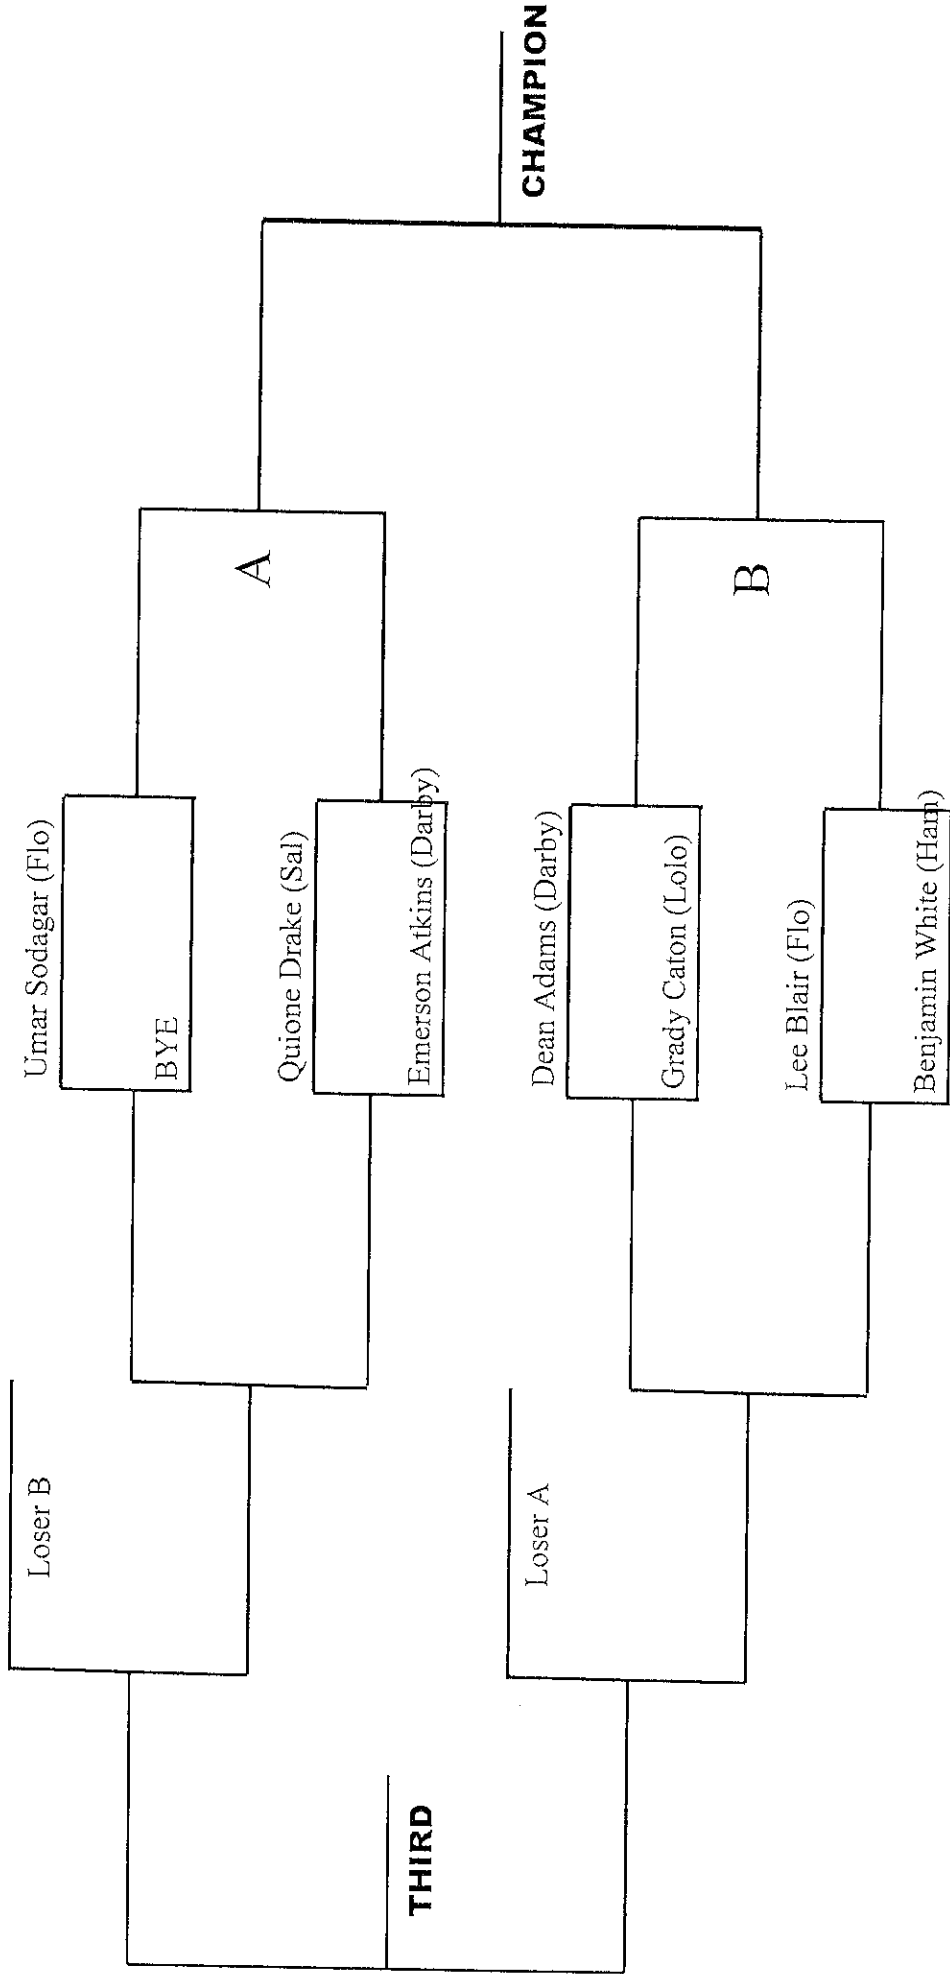 Umar Sodagar (Flo)
BYE
Quione Drake (Sal)
Emerson Atkins (Darby)
Dean Adams (Darby)
Grady Caton (Lolo)
Lee Blair (Flo)
Benjamin White (Ham)
A
B
CHAMPION
Loser B
Loser A
THIRD